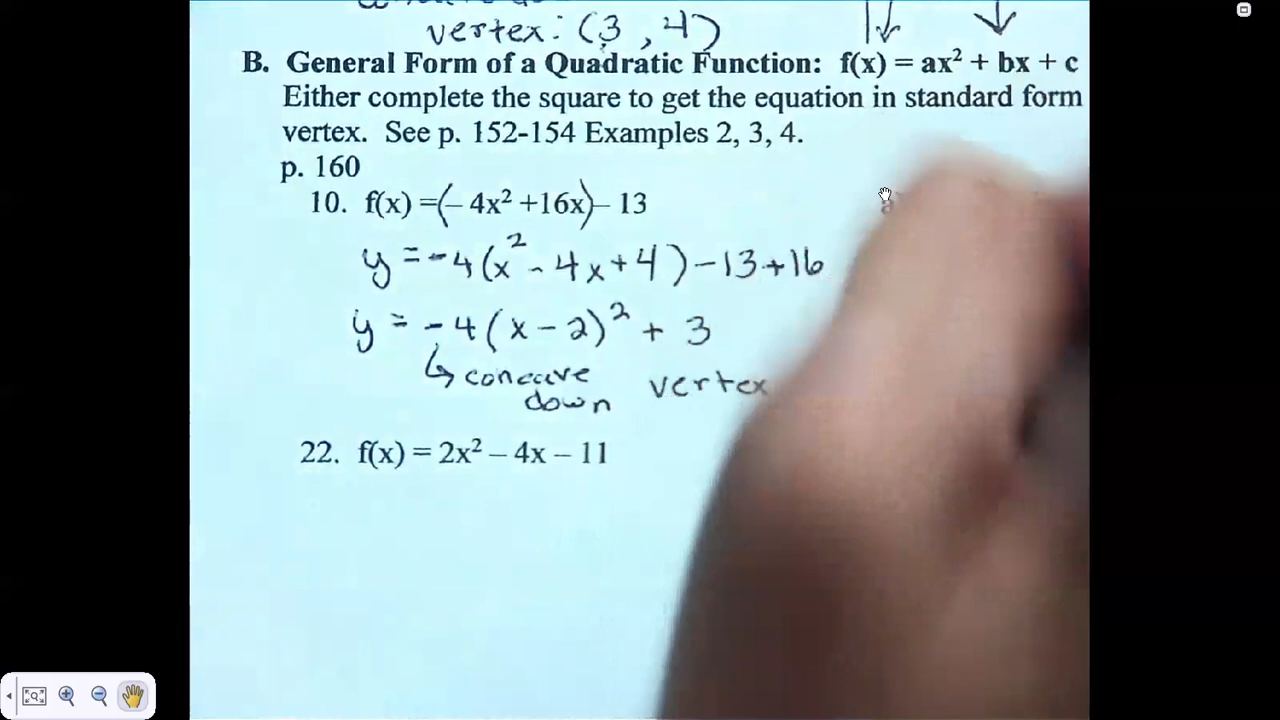 vertex: (3, 4)
B. General Form of a Quadratic Function: f(x) = ax² + bx + c
Either complete the square to get the equation in standard form
vertex. See p. 152-154 Examples 2, 3, 4.
p. 160
10. f(x) =(– 4x² +16x)– 13
y = -4(x² - 4x + 4) - 13 + 16
y = -4(x - 2)² + 3
↳ concave
down
vertex
22. f(x) = 2x² – 4x – 11